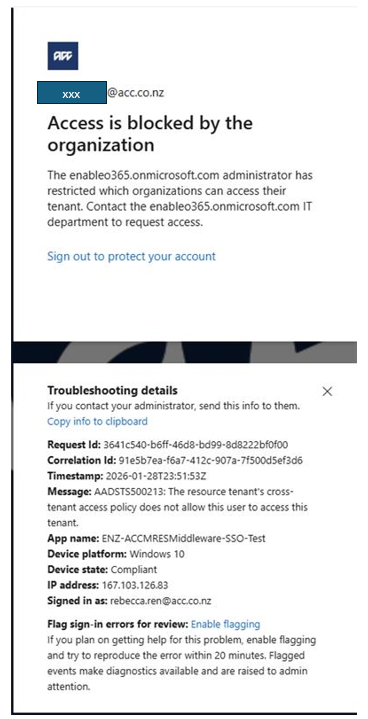 acc
xxx @acc.co.nz
Access is blocked by the
organization
The enableo365.onmicrosoft.com administrator has
restricted which organizations can access their
tenant. Contact the enableo365.onmicrosoft.com IT
department to request access.
Sign out to protect your account
Troubleshooting details
If you contact your administrator, send this info to them.
Copy info to clipboard
Request Id: 3641c540-b6ff-46d8-bd99-8d8222bf0f00
Correlation Id: 91e5b7ea-f6a7-412c-907a-7f500d5ef3d6
Timestamp: 2026-01-28T23:51:53Z
Message: AADSTS500213: The resource tenant's cross-
tenant access policy does not allow this user to access this
tenant.
App name: ENZ-ACCMRESMiddleware-SSO-Test
Device platform: Windows 10
Device state: Compliant
IP address: 167.103.126.83
Signed in as: rebecca.ren@acc.co.nz
Flag sign-in errors for review: Enable flagging
If you plan on getting help for this problem, enable flagging
and try to reproduce the error within 20 minutes. Flagged
events make diagnostics available and are raised to admin
attention.